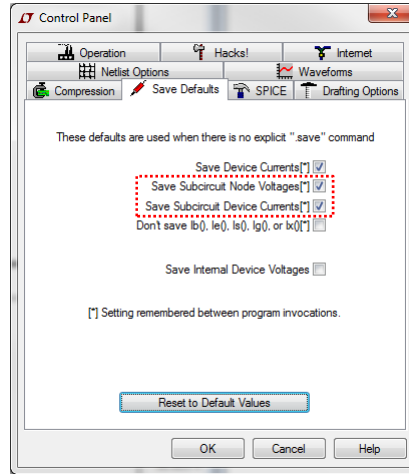 Control Panel
Operation
Hacks!
Internet
Netlist Options
Waveforms
Compression
Save Defaults
SPICE
Drafting Options
These defaults are used when there is no explicit ".save" command
Save Device Currents[*]
Save Subcircuit Node Voltages[*]
Save Subcircuit Device Currents[*]
Don't save Ib(), Ie(), Is(), Ig(), or Ix()[*]
Save Internal Device Voltages
[*] Setting remembered between program invocations.
Reset to Default Values
OK
Cancel
Help